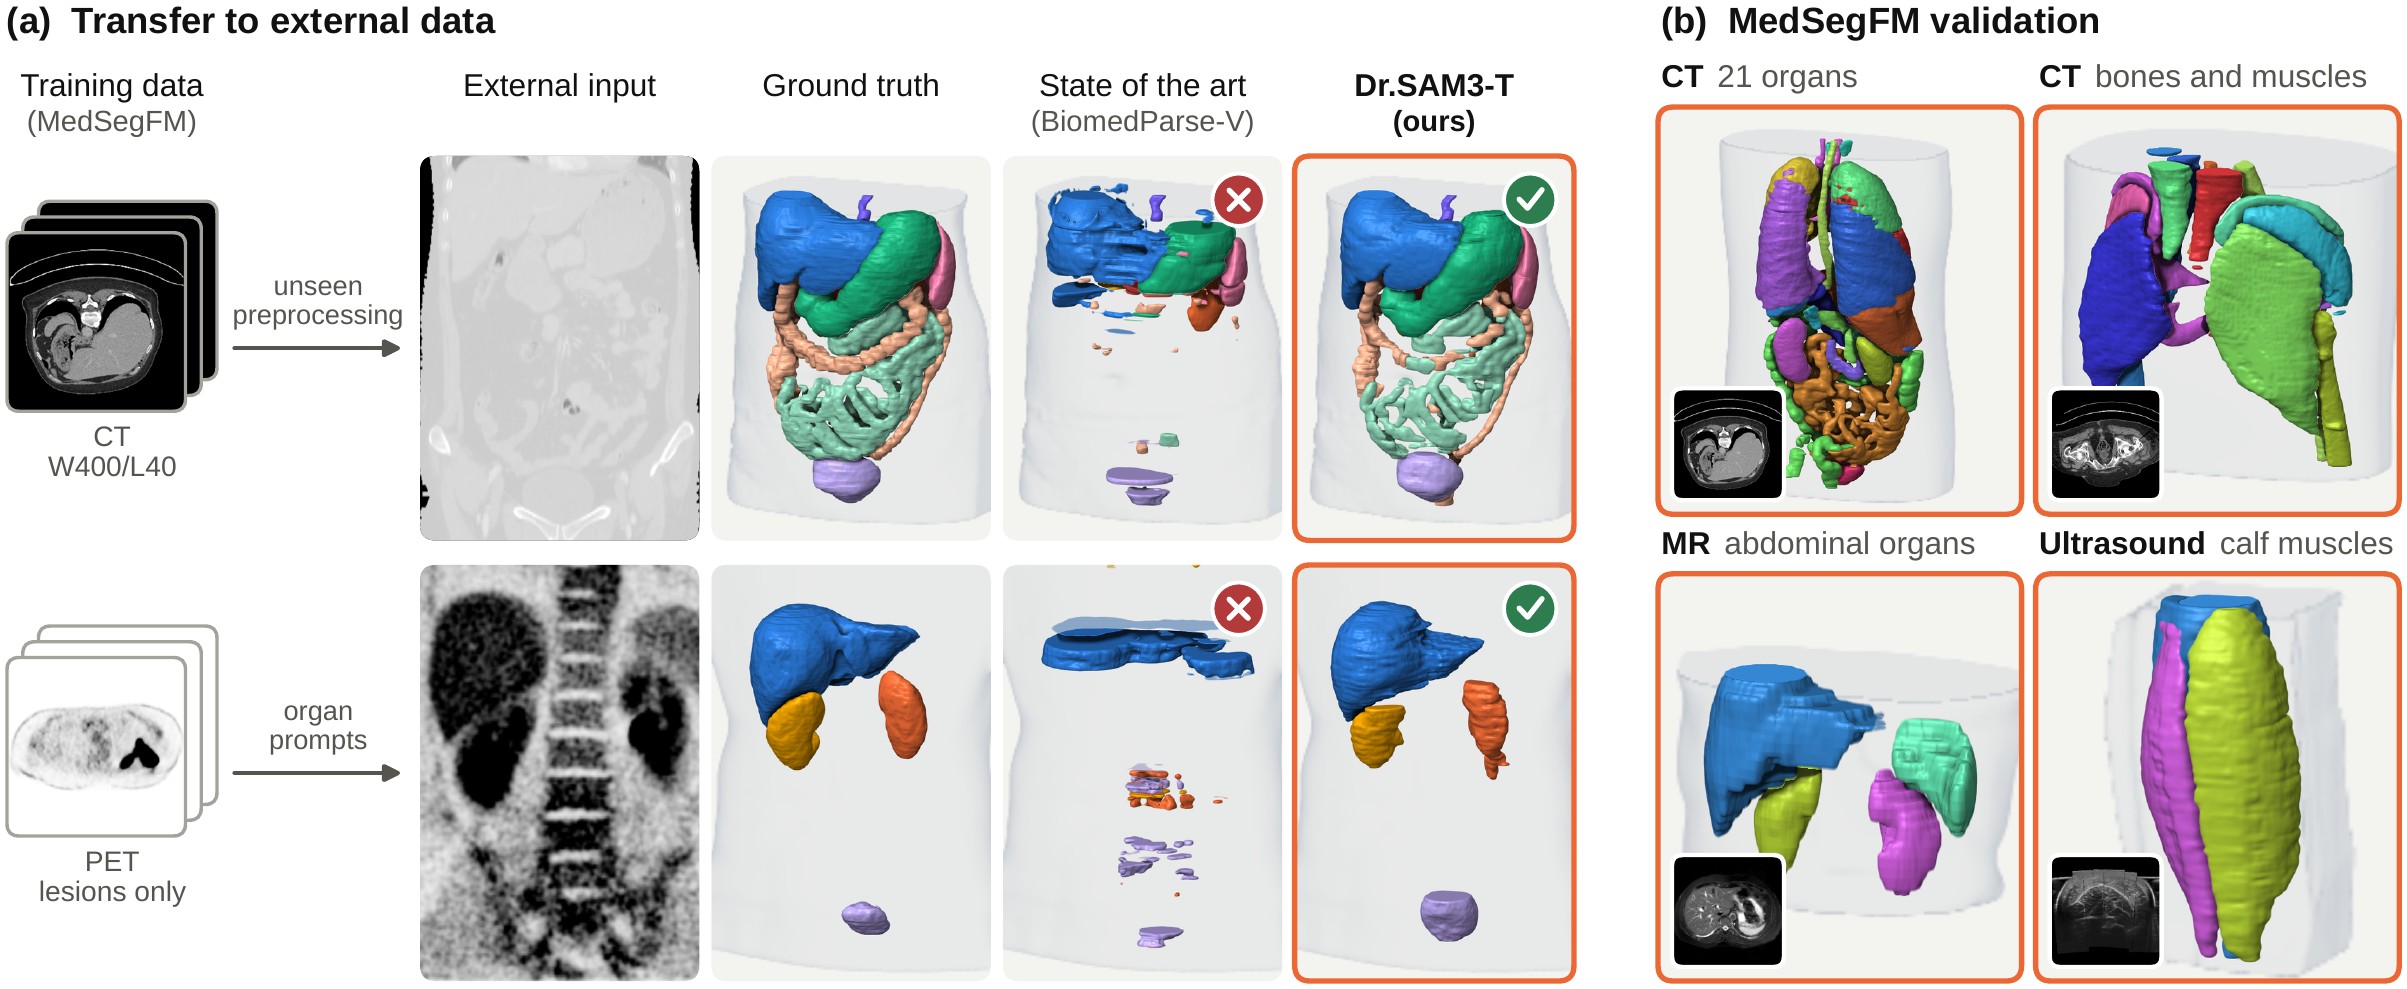 (a) Transfer to external data
Training data
(MedSegFM)
External input
Ground truth
State of the art
(BiomedParse-V)
Dr.SAM3-T
(ours)
unseen
preprocessing
CT
W400/L40
organ
prompts
PET
lesions only
(b) MedSegFM validation
CT 21 organs
CT bones and muscles
MR abdominal organs
Ultrasound calf muscles